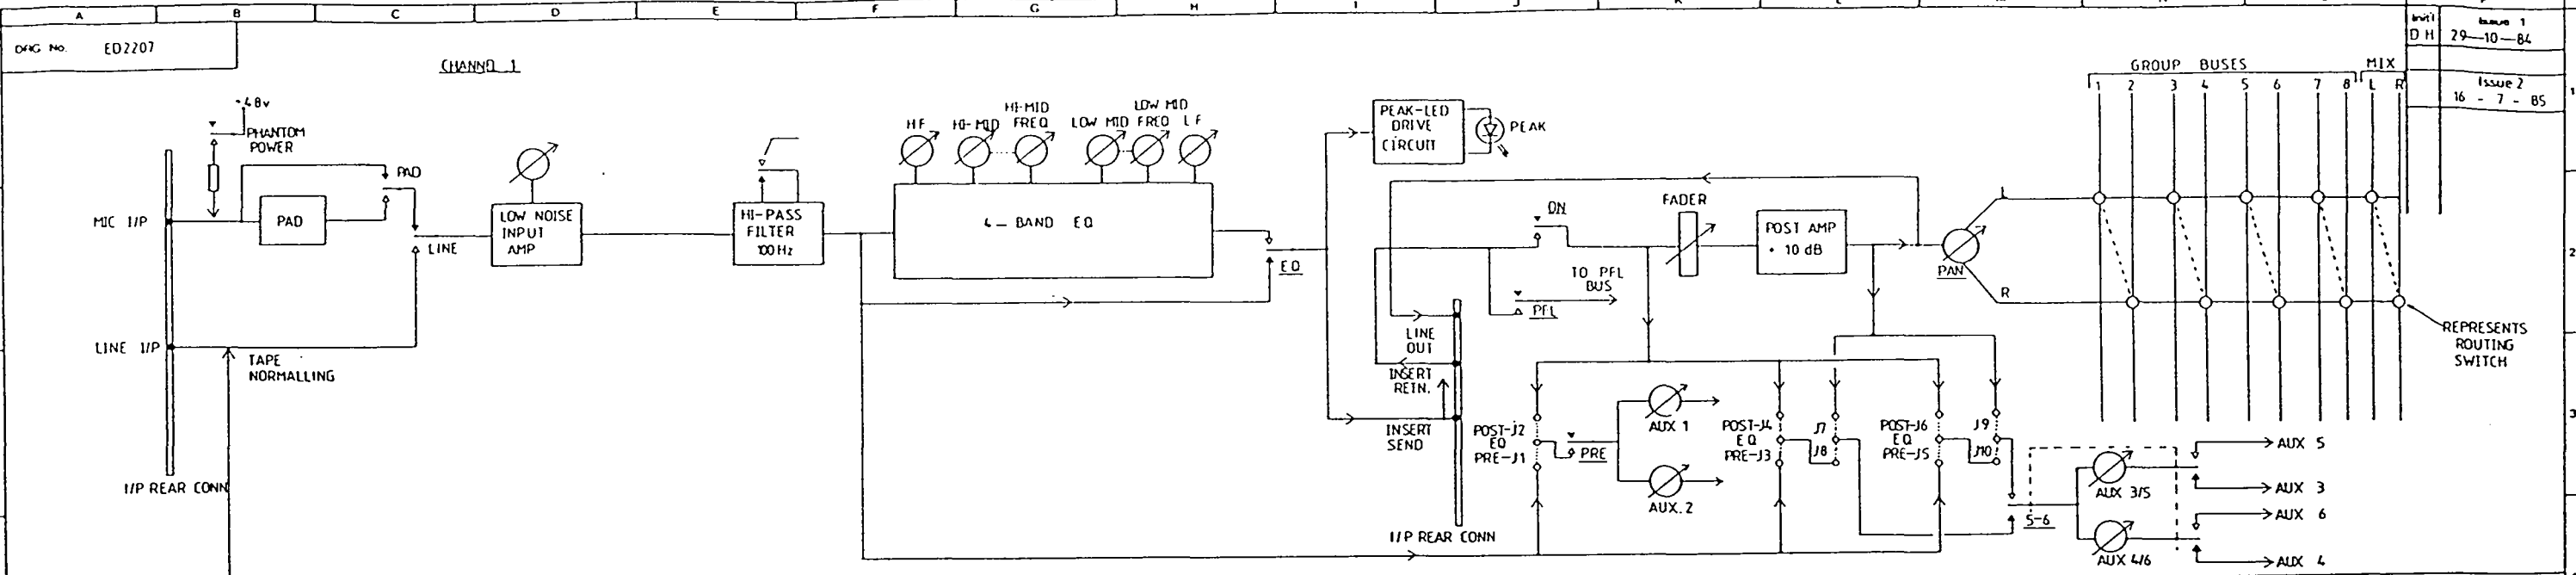 A B C D E F G H I J K L
DRG No. ED2207
CHANNEL 1
Init'l Issue 1
D H 29-10-84
Issue 2
16 - 7 - 85
GROUP BUSES MIX
1 2 3 4 5 6 7 8 L R
48v
PHANTOM
POWER
PAD
MIC I/P
PAD
LINE
LOW NOISE
INPUT
AMP
HI-PASS
FILTER
100Hz
HF
HI-MID
HI-MID
FREQ
LOW MID
LOW MID
FREQ
LF
4-BAND EQ
EQ
PEAK-LED
DRIVE
CIRCUIT
PEAK
ON
FADER
POST AMP
10 dB
PAN
L
R
TO PFL
BUS
PFL
LINE
OUT
INSERT
RETN.
INSERT
SEND
LINE I/P
TAPE
NORMALLING
I/P REAR CONN
I/P REAR CONN
POST-J2
EQ
PRE-J1
PRE
AUX 1
AUX.2
POST-J4
EQ
PRE-J3
J7
J8
POST-J6
EQ
PRE-J5
J9
J10
5-6
AUX 3/5
AUX 4/6
AUX 5
AUX 3
AUX 6
AUX 4
REPRESENTS
ROUTING
SWITCH
1
2
3